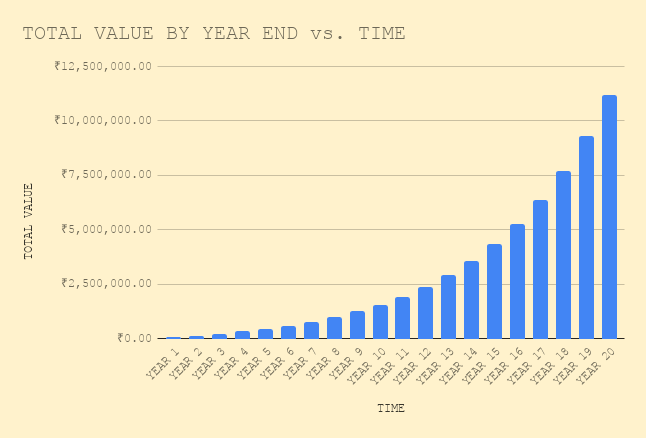 TOTAL VALUE BY YEAR END vs. TIME
₹12,500,000.00
₹10,000,000.00
₹7,500,000.00
₹5,000,000.00
₹2,500,000.00
₹0.00
TOTAL VALUE
YEAR 1
YEAR 2
YEAR 3
YEAR 4
YEAR 5
YEAR 6
YEAR 7
YEAR 8
YEAR 9
YEAR 10
YEAR 11
YEAR 12
YEAR 13
YEAR 14
YEAR 15
YEAR 16
YEAR 17
YEAR 18
YEAR 19
YEAR 20
TIME